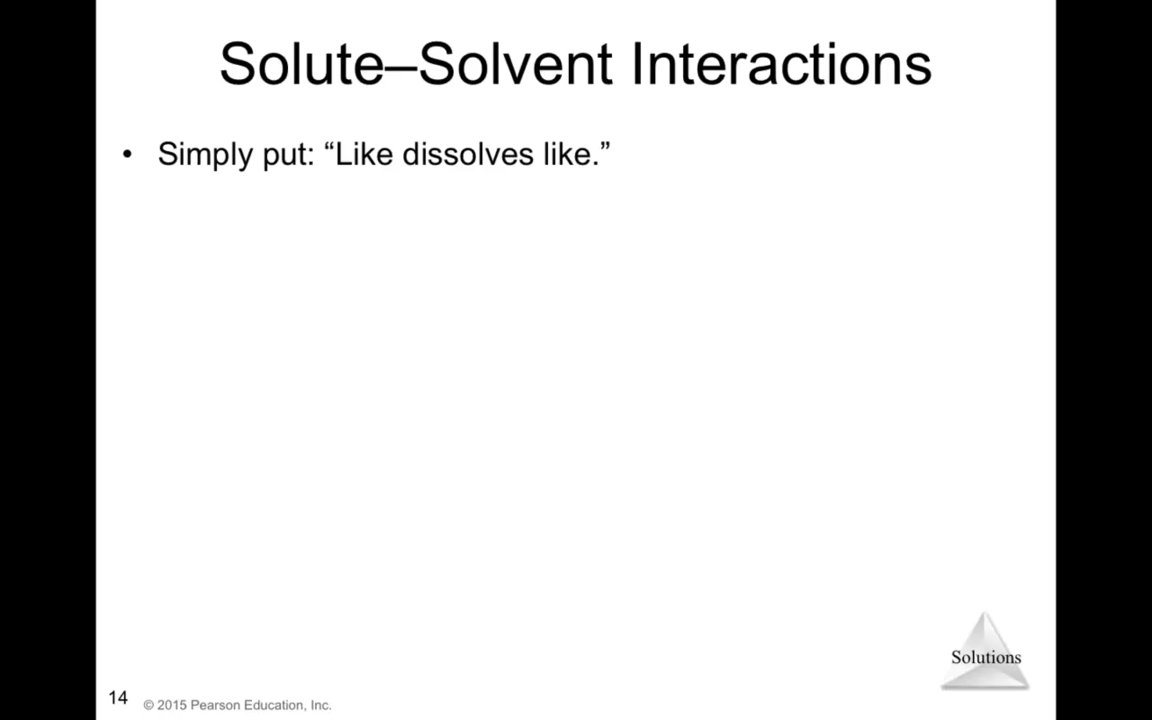 Solute–Solvent Interactions
• Simply put: “Like dissolves like.”
Solutions
14 © 2015 Pearson Education, Inc.